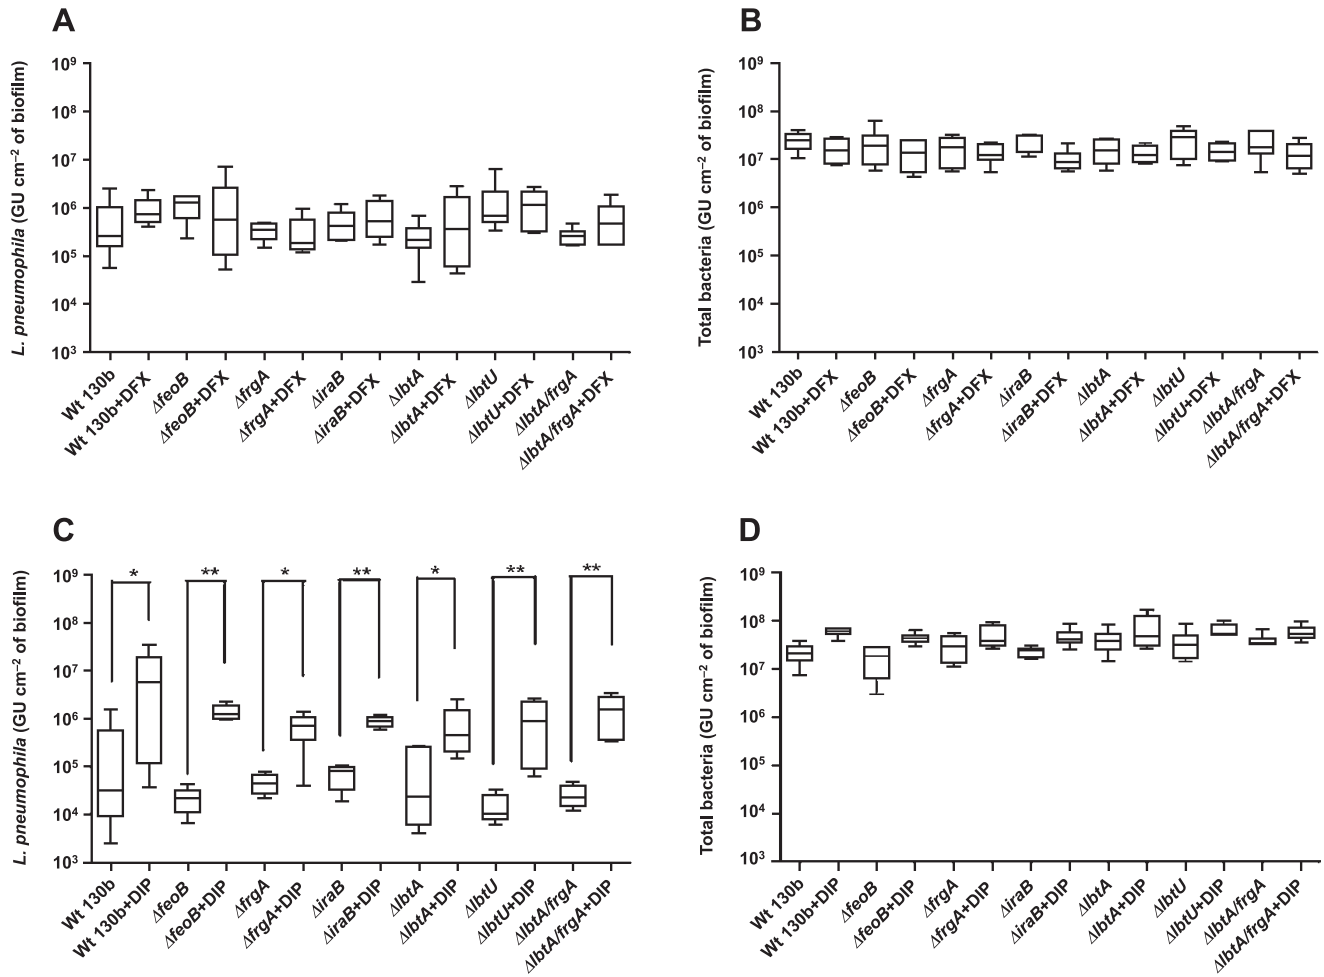 A
L. pneumophila (GU cm⁻² of biofilm)
10⁹
10⁸
10⁷
10⁶
10⁵
10⁴
10³
Wt 130b
Wt 130b+DFX
ΔfeoB
ΔfeoB+DFX
ΔfrgA
ΔfrgA+DFX
ΔiraB
ΔiraB+DFX
ΔlbtA
ΔlbtA+DFX
ΔlbtU
ΔlbtU+DFX
ΔlbtA/frgA
ΔlbtA/frgA+DFX
B
Total bacteria (GU cm⁻² of biofilm)
10⁹
10⁸
10⁷
10⁶
10⁵
10⁴
10³
Wt 130b
Wt 130b+DFX
ΔfeoB
ΔfeoB+DFX
ΔfrgA
ΔfrgA+DFX
ΔiraB
ΔiraB+DFX
ΔlbtA
ΔlbtA+DFX
ΔlbtU
ΔlbtU+DFX
ΔlbtA/frgA
ΔlbtA/frgA+DFX
C
L. pneumophila (GU cm⁻² of biofilm)
10⁹
10⁸
10⁷
10⁶
10⁵
10⁴
10³
* ** * ** * ** **
Wt 130b
Wt 130b+DIP
ΔfeoB
ΔfeoB+DIP
ΔfrgA
ΔfrgA+DIP
ΔiraB
ΔiraB+DIP
ΔlbtA
ΔlbtA+DIP
ΔlbtU
ΔlbtU+DIP
ΔlbtA/frgA
ΔlbtA/frgA+DIP
D
Total bacteria (GU cm⁻² of biofilm)
10⁹
10⁸
10⁷
10⁶
10⁵
10⁴
10³
Wt 130b
Wt 130b+DIP
ΔfeoB
ΔfeoB+DIP
ΔfrgA
ΔfrgA+DIP
ΔiraB
ΔiraB+DIP
ΔlbtA
ΔlbtA+DIP
ΔlbtU
ΔlbtU+DIP
ΔlbtA/frgA
ΔlbtA/frgA+DIP